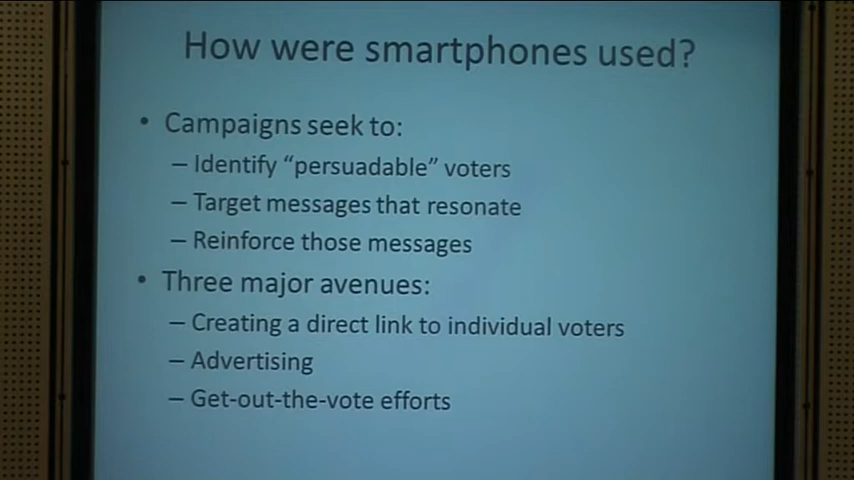 How were smartphones used?
• Campaigns seek to:
– Identify “persuadable” voters
– Target messages that resonate
– Reinforce those messages
• Three major avenues:
– Creating a direct link to individual voters
– Advertising
– Get-out-the-vote efforts